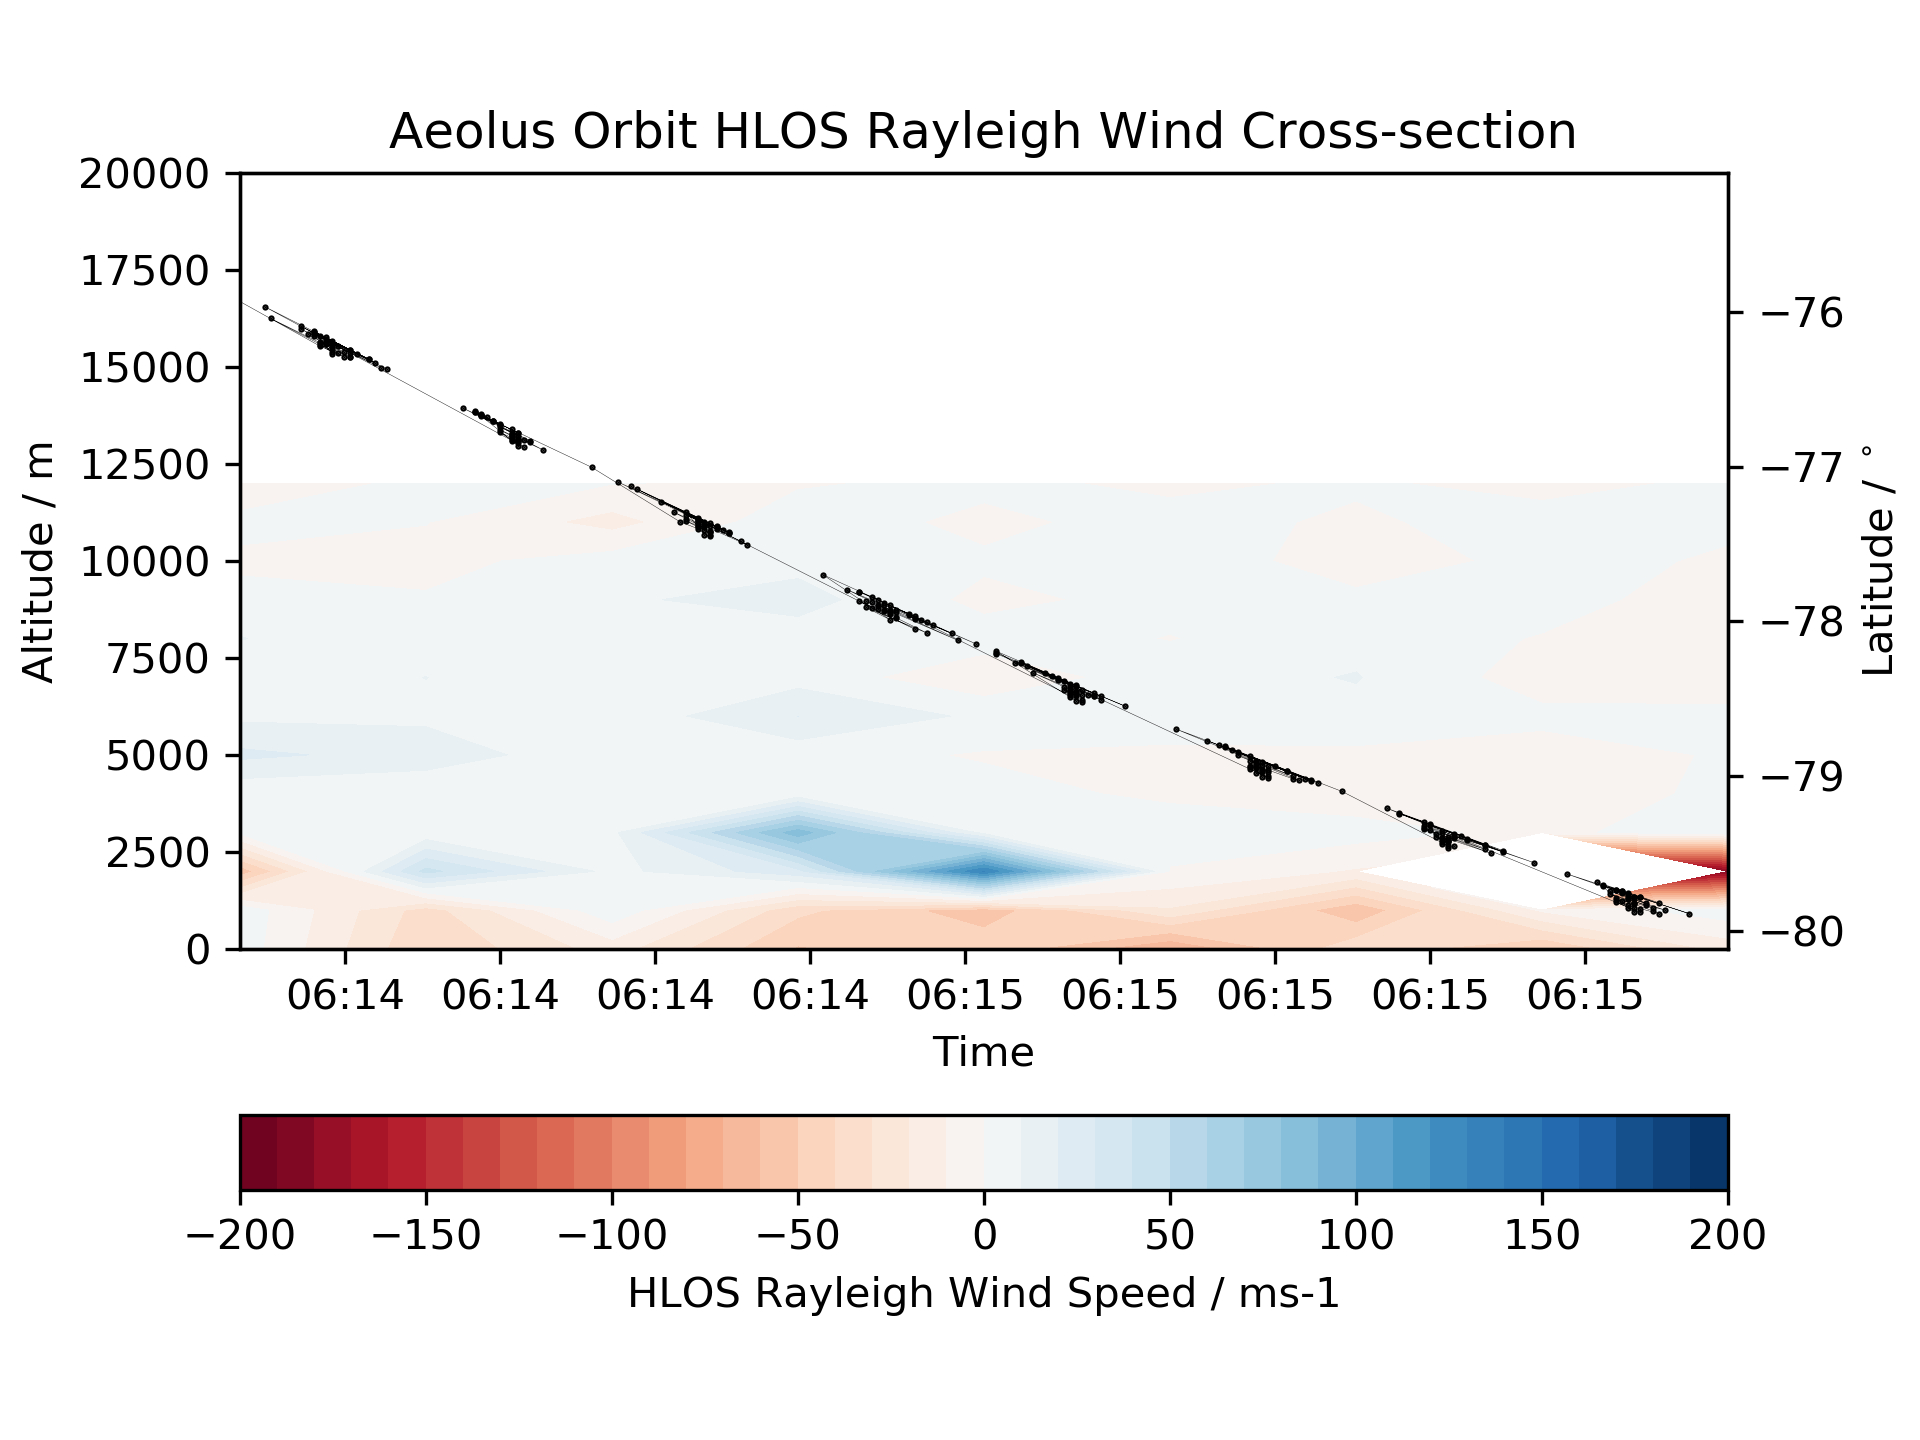 Aeolus Orbit HLOS Rayleigh Wind Cross-section
20000
17500
15000
12500
10000
7500
5000
2500
0
Altitude / m
−76
−77
−78
−79
−80
Latitude / °
06:14 06:14 06:14 06:14 06:15 06:15 06:15 06:15 06:15
Time
−200 −150 −100 −50 0 50 100 150 200
HLOS Rayleigh Wind Speed / ms-1